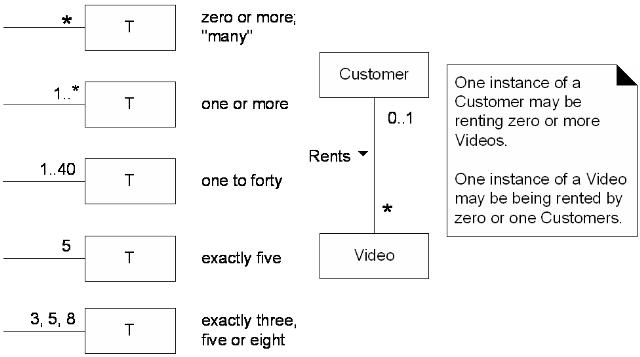 * T zero or more;
"many"
1..* T one or more
1..40 T one to forty
5 T exactly five
3, 5, 8 T exactly three,
five or eight
Customer
0..1
Rents
*
Video
One instance of a
Customer may be
renting zero or more
Videos.
One instance of a Video
may be being rented by
zero or one Customers.